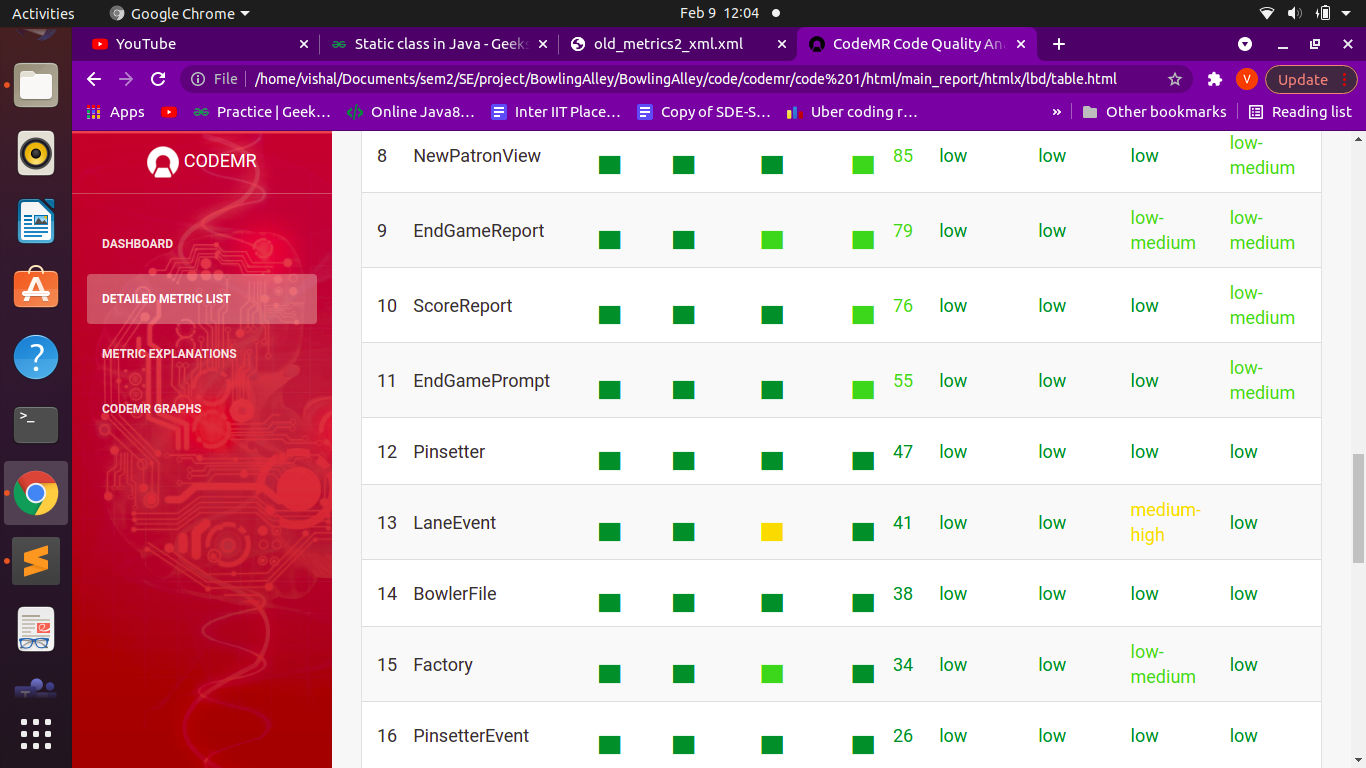 Activities Google Chrome Feb 9 12:04
YouTube Static class in Java - Geeks old_metrics2_xml.xml CodeMR Code Quality An
File /home/vishal/Documents/sem2/SE/project/BowlingAlley/BowlingAlley/code/codemr/code%201/html/main_report/htmlx/lbd/table.html V Update
Apps Practice | Geek… Online Java8… Inter IIT Place… Copy of SDE-S… Uber coding r… » Other bookmarks Reading list
CODEMR
DASHBOARD
DETAILED METRIC LIST
METRIC EXPLANATIONS
CODEMR GRAPHS
8 NewPatronView 85 low low low low-
medium
9 EndGameReport 79 low low low-
medium low-
medium
10 ScoreReport 76 low low low low-
medium
11 EndGamePrompt 55 low low low low-
medium
12 Pinsetter 47 low low low low
13 LaneEvent 41 low low medium-
high low
14 BowlerFile 38 low low low low
15 Factory 34 low low low-
medium low
16 PinsetterEvent 26 low low low low